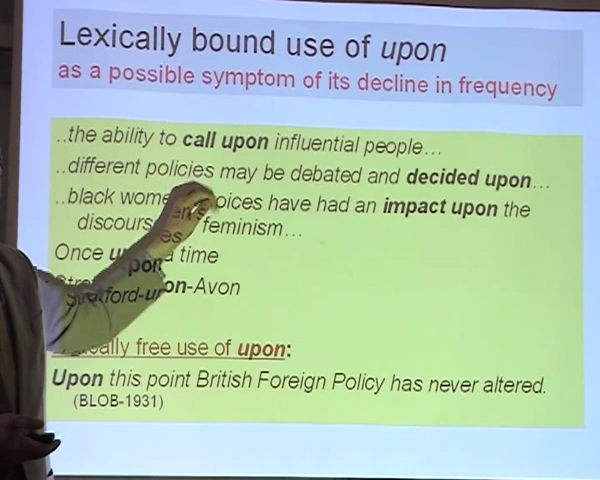 Lexically bound use of upon
as a possible symptom of its decline in frequency
..the ability to call upon influential people...
..different policies may be debated and decided upon...
..black women's voices have had an impact upon the
discourses feminism...
Once upon a time
Stratford-upon-Avon
free use of upon:
Upon this point British Foreign Policy has never altered.
(BLOB-1931)